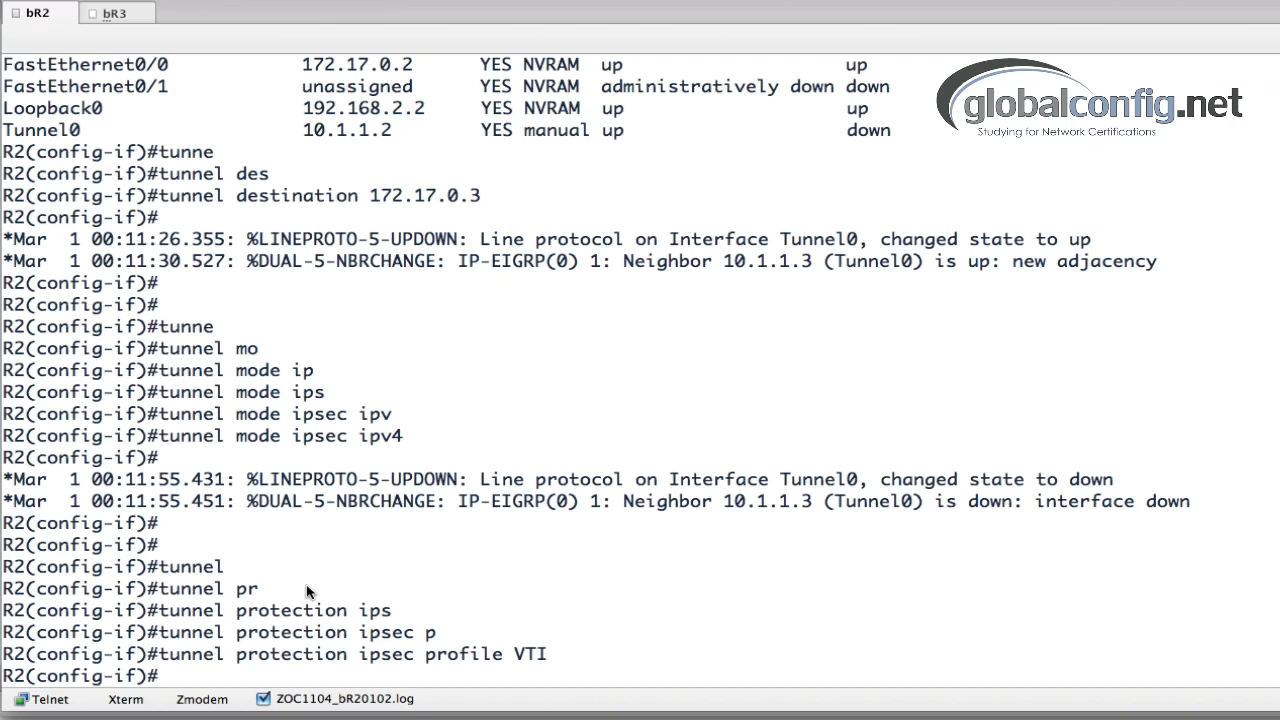 bR2 bR3
FastEthernet0/0 172.17.0.2 YES NVRAM up up
FastEthernet0/1 unassigned YES NVRAM administratively down down
Loopback0 192.168.2.2 YES NVRAM up up
Tunnel0 10.1.1.2 YES manual up down
globalconfig.net
Studying for Network Certifications
R2(config-if)#tunne
R2(config-if)#tunnel des
R2(config-if)#tunnel destination 172.17.0.3
R2(config-if)#
*Mar 1 00:11:26.355: %LINEPROTO-5-UPDOWN: Line protocol on Interface Tunnel0, changed state to up
*Mar 1 00:11:30.527: %DUAL-5-NBRCHANGE: IP-EIGRP(0) 1: Neighbor 10.1.1.3 (Tunnel0) is up: new adjacency
R2(config-if)#
R2(config-if)#
R2(config-if)#tunne
R2(config-if)#tunnel mo
R2(config-if)#tunnel mode ip
R2(config-if)#tunnel mode ips
R2(config-if)#tunnel mode ipsec ipv
R2(config-if)#tunnel mode ipsec ipv4
R2(config-if)#
*Mar 1 00:11:55.431: %LINEPROTO-5-UPDOWN: Line protocol on Interface Tunnel0, changed state to down
*Mar 1 00:11:55.451: %DUAL-5-NBRCHANGE: IP-EIGRP(0) 1: Neighbor 10.1.1.3 (Tunnel0) is down: interface down
R2(config-if)#
R2(config-if)#
R2(config-if)#tunnel
R2(config-if)#tunnel pr
R2(config-if)#tunnel protection ips
R2(config-if)#tunnel protection ipsec p
R2(config-if)#tunnel protection ipsec profile VTI
R2(config-if)#
Telnet Xterm Zmodem ZOC1104_bR20102.log